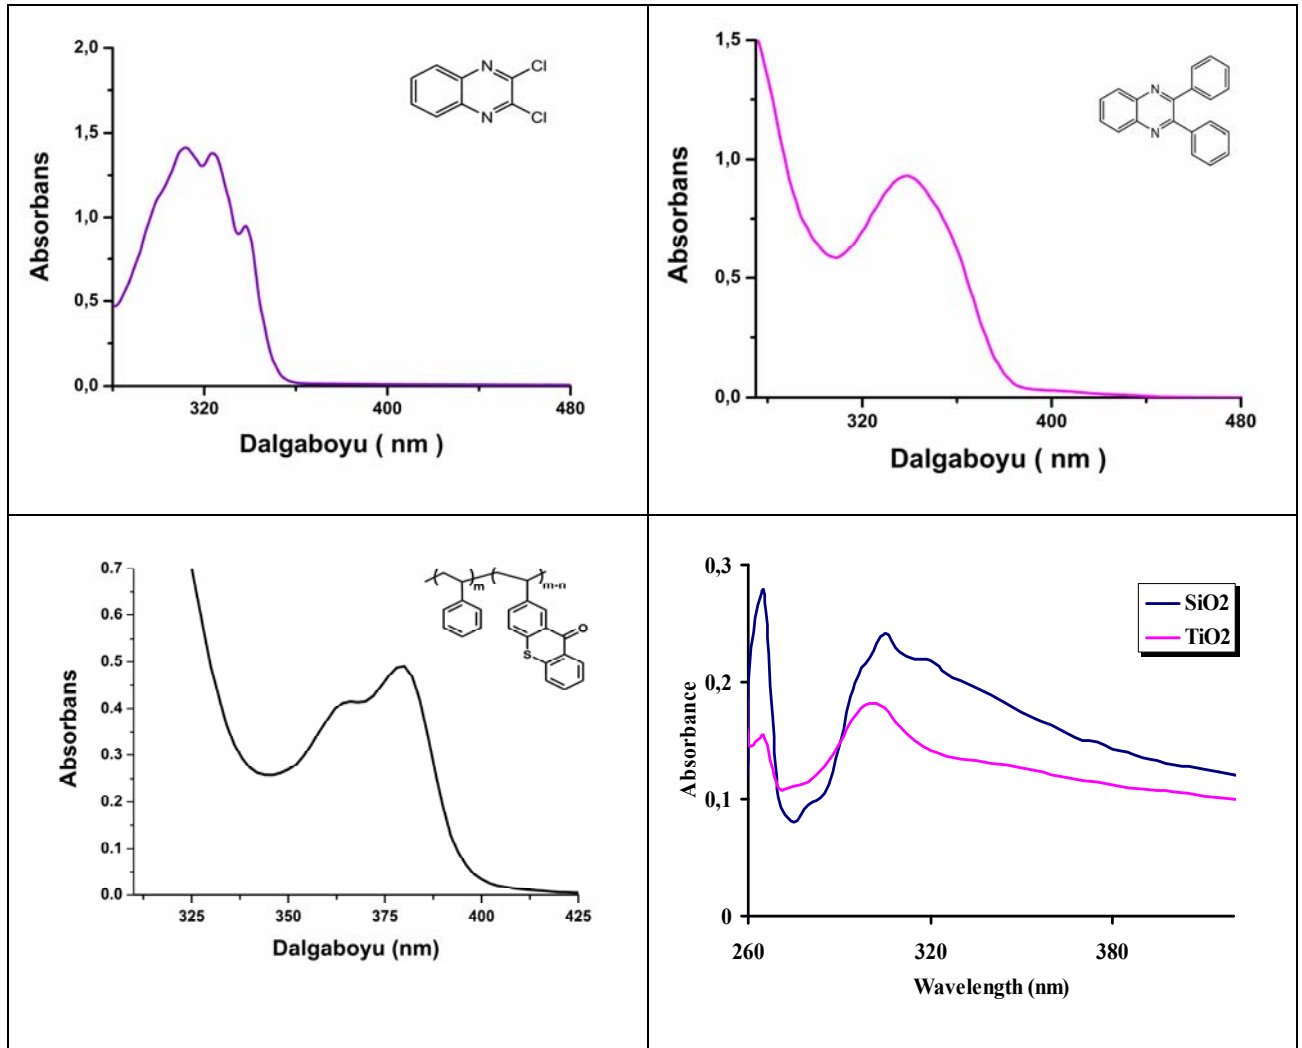 2,0
1,5
1,0
0,5
0,0
320
400
480
Absorbans
Dalgaboyu ( nm )
N
N
Cl
Cl
1,5
1,0
0,5
0,0
320
400
480
Absorbans
Dalgaboyu ( nm )
N
N
0.7
0.6
0.5
0.4
0.3
0.2
0.1
0.0
325
350
375
400
425
Absorbans
Dalgaboyu (nm)
m
m-n
O
S
0,3
0,2
0,1
0
260
320
380
Absorbance
Wavelength (nm)
SiO2
TiO2